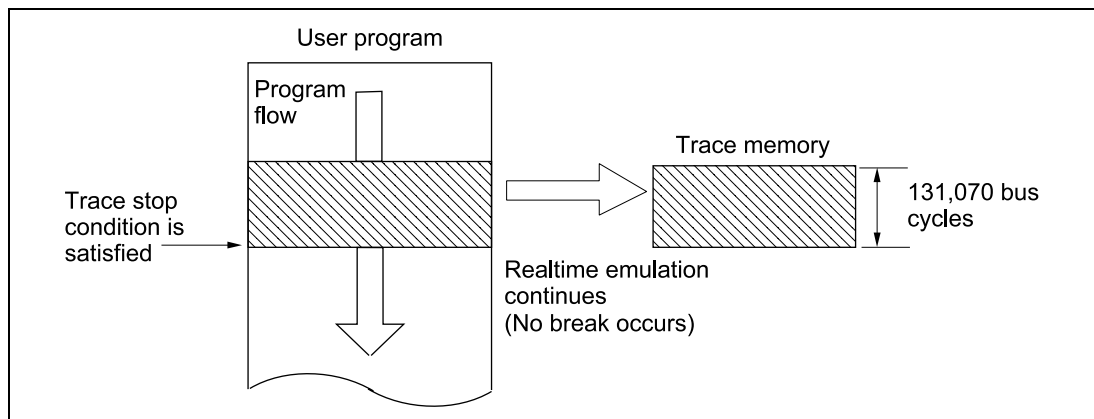 User program
Program
flow
Trace memory
Trace stop
condition is
satisfied
131,070 bus
cycles
Realtime emulation
continues
(No break occurs)